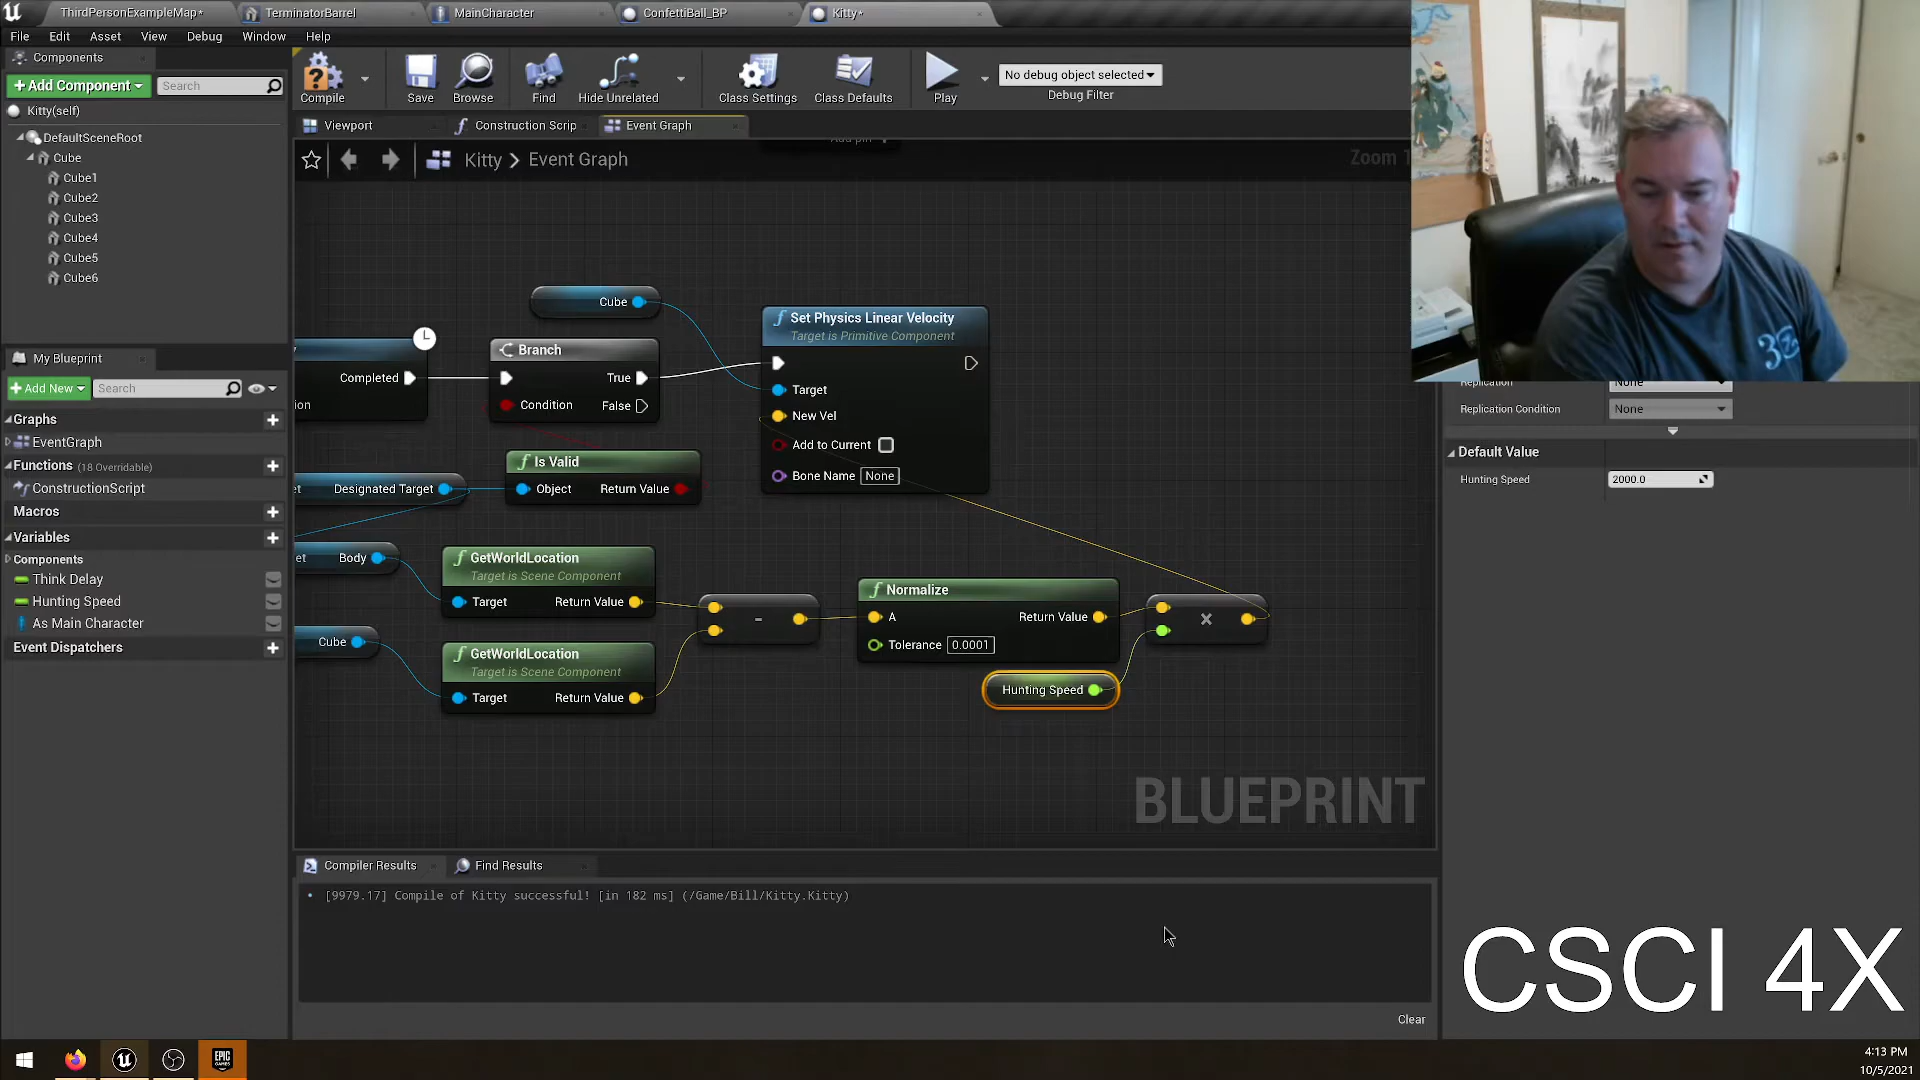 ThirdPersonExampleMap*
TerminatorBarrel
MainCharacter
ConfettiBall_BP
Kitty*
File Edit Asset View Debug Window Help
Components
+ Add Component
Search
Kitty(self)
DefaultSceneRoot
Cube
Cube1
Cube2
Cube3
Cube4
Cube5
Cube6
My Blueprint
+ Add New
Search
Graphs
EventGraph
Functions (18 Overridable)
ConstructionScript
Macros
Variables
Components
Think Delay
Hunting Speed
As Main Character
Event Dispatchers
Compile
Save
Browse
Find
Hide Unrelated
Class Settings
Class Defaults
Play
No debug object selected
Debug Filter
Viewport
Construction Scrip
Event Graph
Kitty > Event Graph
Zoom
Add pin
Completed
Branch
True
Condition
False
Cube
Set Physics Linear Velocity
Target is Primitive Component
Target
New Vel
Add to Current
Bone Name None
Designated Target
Is Valid
Object
Return Value
Body
GetWorldLocation
Target is Scene Component
Target
Return Value
Cube
GetWorldLocation
Target is Scene Component
Target
Return Value
-
Normalize
A
Return Value
Tolerance 0.0001
Hunting Speed
×
BLUEPRINT
Compiler Results
Find Results
• [9979.17] Compile of Kitty successful! [in 182 ms] (/Game/Bill/Kitty.Kitty)
Clear
Replication None
Replication Condition None
Default Value
Hunting Speed 2000.0
CSCI 4X
EPIC
GAMES
4:13 PM
10/5/2021